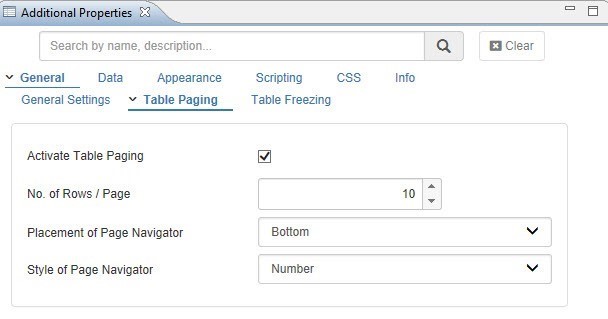 Additional Properties
Search by name, description...
Clear
General Data Appearance Scripting CSS Info
General Settings Table Paging Table Freezing
Activate Table Paging
No. of Rows / Page 10
Placement of Page Navigator Bottom
Style of Page Navigator Number